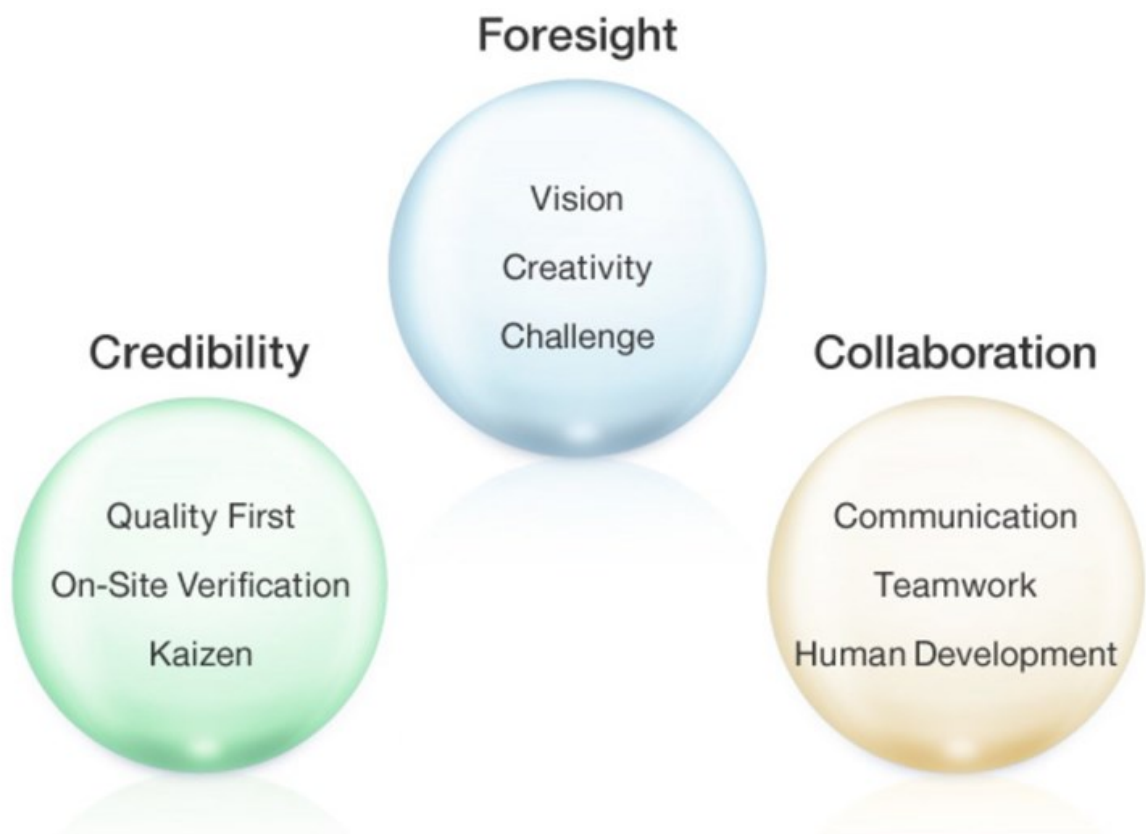 Foresight
Vision
Creativity
Challenge
Credibility
Quality First
On-Site Verification
Kaizen
Collaboration
Communication
Teamwork
Human Development